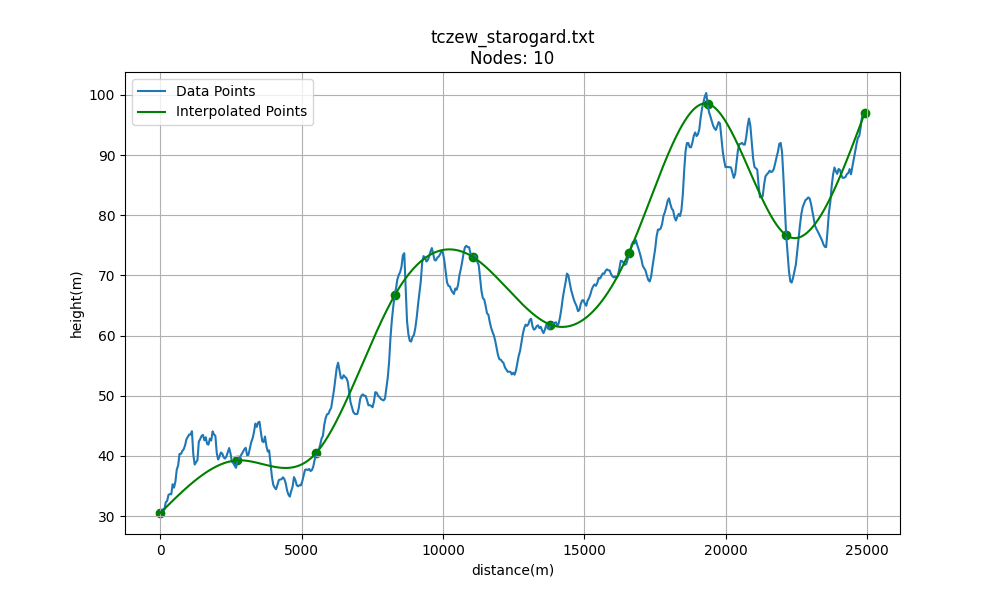 tczew_starogard.txt
Nodes: 10
Data Points
Interpolated Points
height(m)
100
90
80
70
60
50
40
30
0
5000
10000
15000
20000
25000
distance(m)